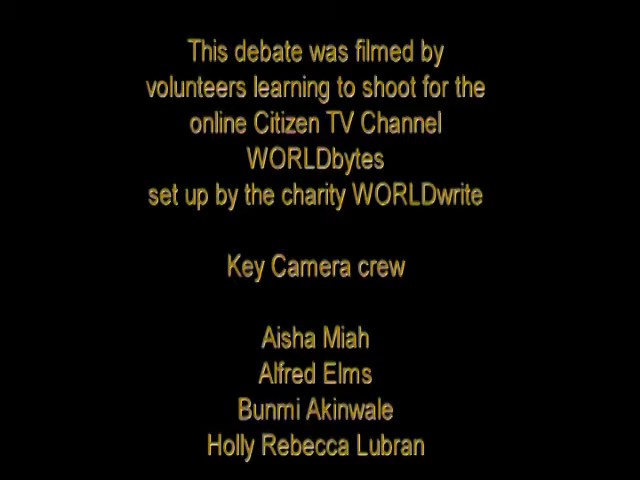 This debate was filmed by
volunteers learning to shoot for the
online Citizen TV Channel
WORLDbytes
set up by the charity WORLDwrite
Key Camera crew
Aisha Miah
Alfred Elms
Bunmi Akinwale
Holly Rebecca Lubran